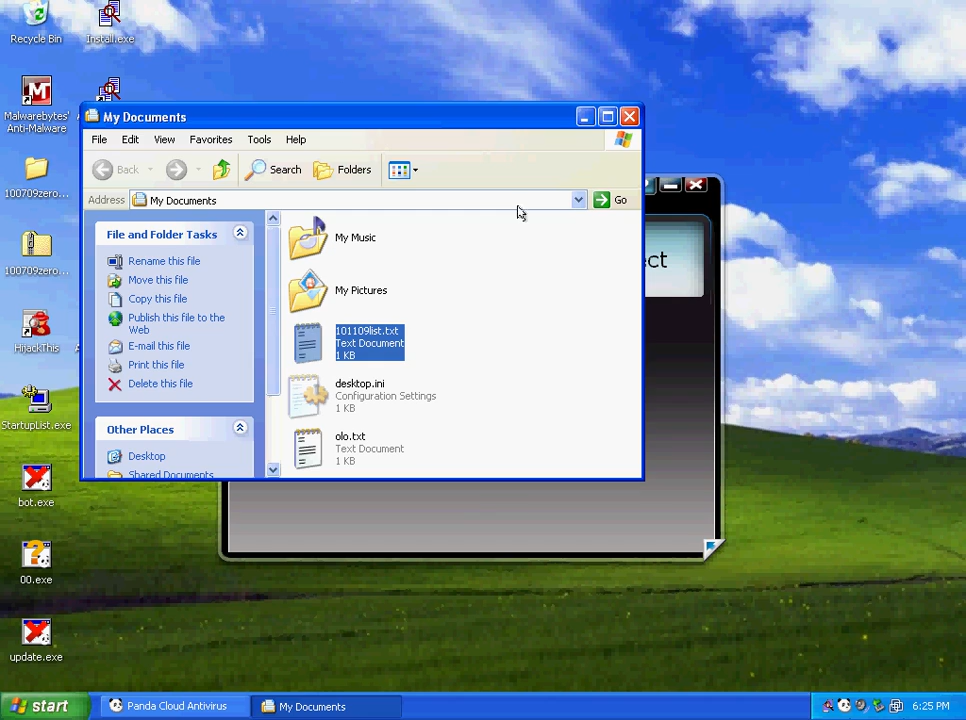 Recycle Bin
Install.exe
Malwarebytes'
Anti-Malware
100709zero...
100709zero...
HijackThis
StartupList.exe
bot.exe
00.exe
update.exe
My Documents
File Edit View Favorites Tools Help
Back Search Folders
Address My Documents Go
File and Folder Tasks
Rename this file
Move this file
Copy this file
Publish this file to the
Web
E-mail this file
Print this file
Delete this file
Other Places
Desktop
Shared Documents
My Music
My Pictures
101109list.txt
Text Document
1 KB
desktop.ini
Configuration Settings
1 KB
olo.txt
Text Document
1 KB
ect
start
Panda Cloud Antivirus
My Documents
6:25 PM